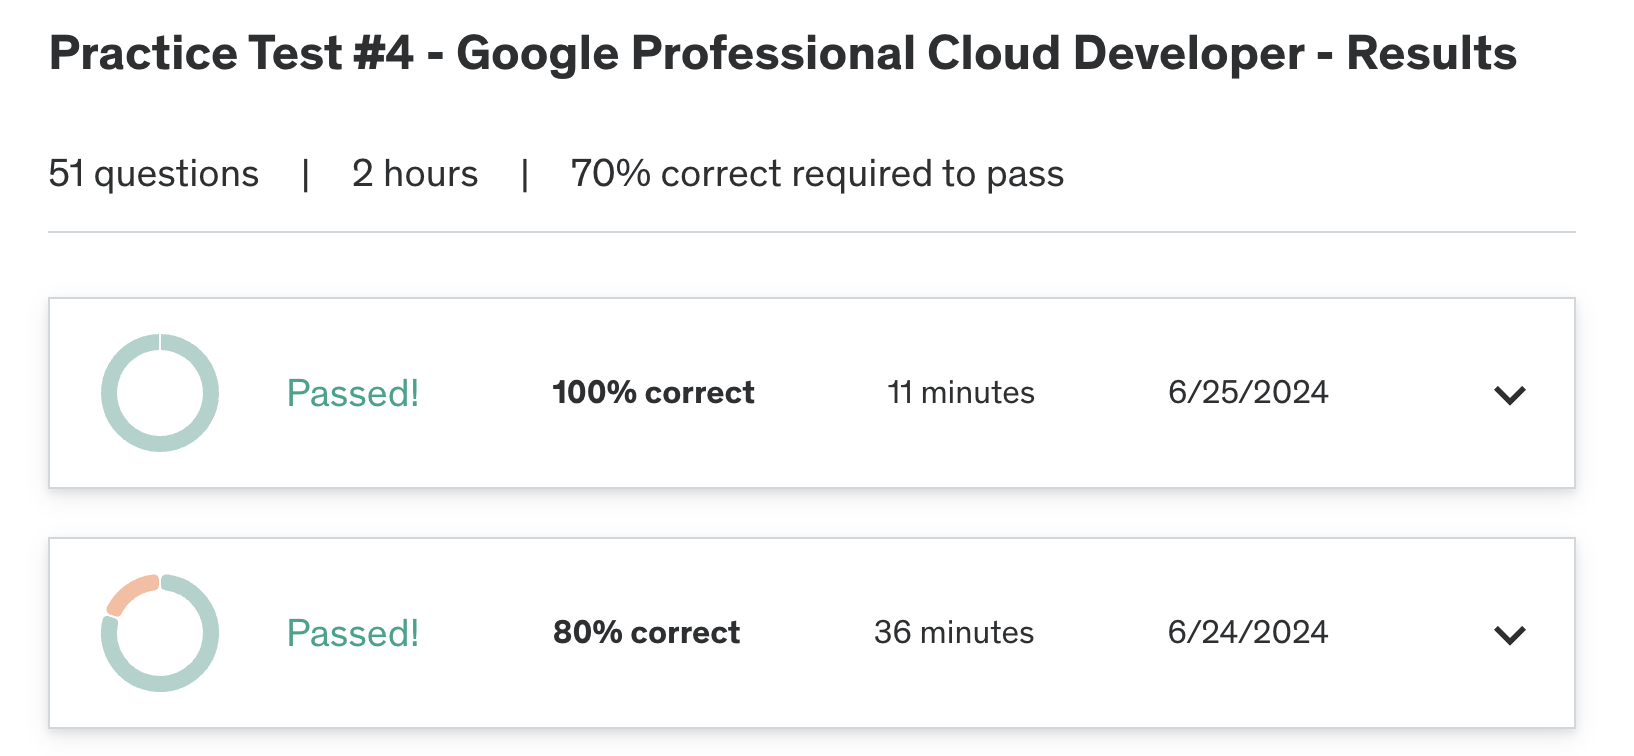 Practice Test #4 - Google Professional Cloud Developer - Results
51 questions | 2 hours | 70% correct required to pass
Passed! 100% correct 11 minutes 6/25/2024
Passed! 80% correct 36 minutes 6/24/2024